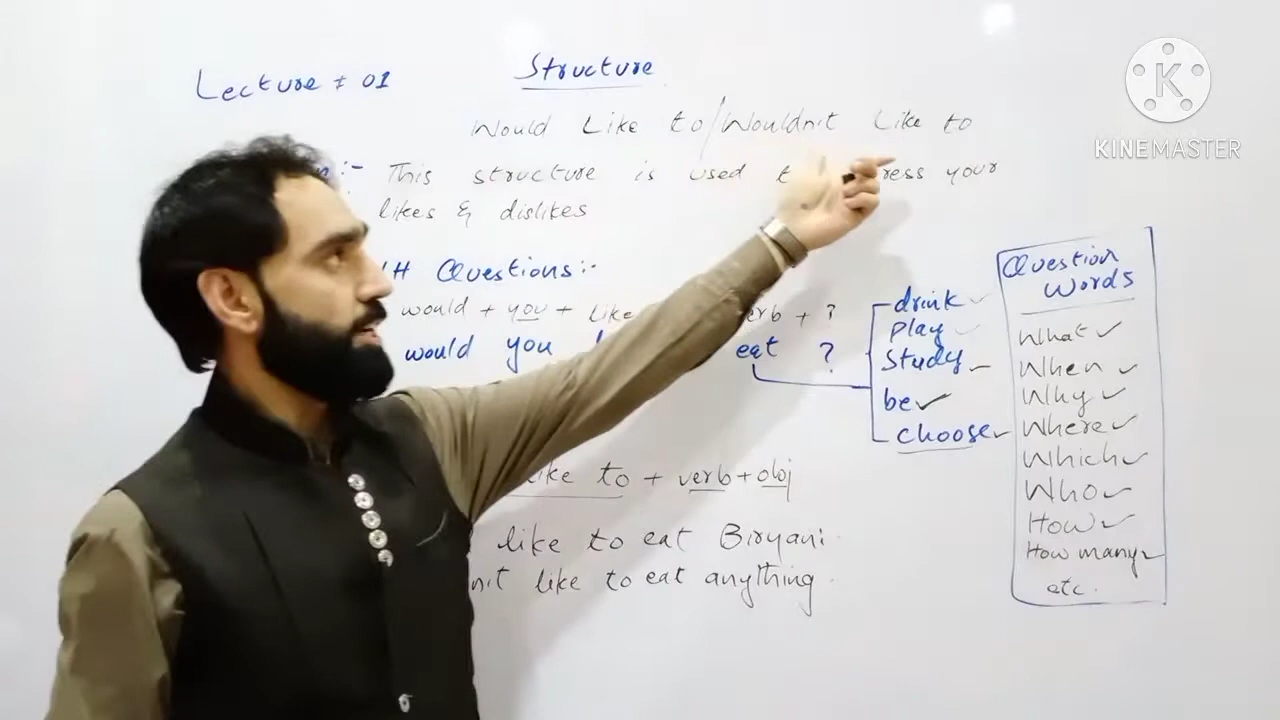 Lecture # 01
Structure
Would Like to/Wouldn't Like to
:- This structure is used your
likes & dislikes
H Questions:-
would + you + Like + ?
would you eat ?
like to + verb + obj
like to eat Biryani.
n't like to eat anything.
drink
Play
Study
be
choose
Question
Words
What
When
Why
Where
Which
Who
How
How many
etc.
K
KINEMASTER